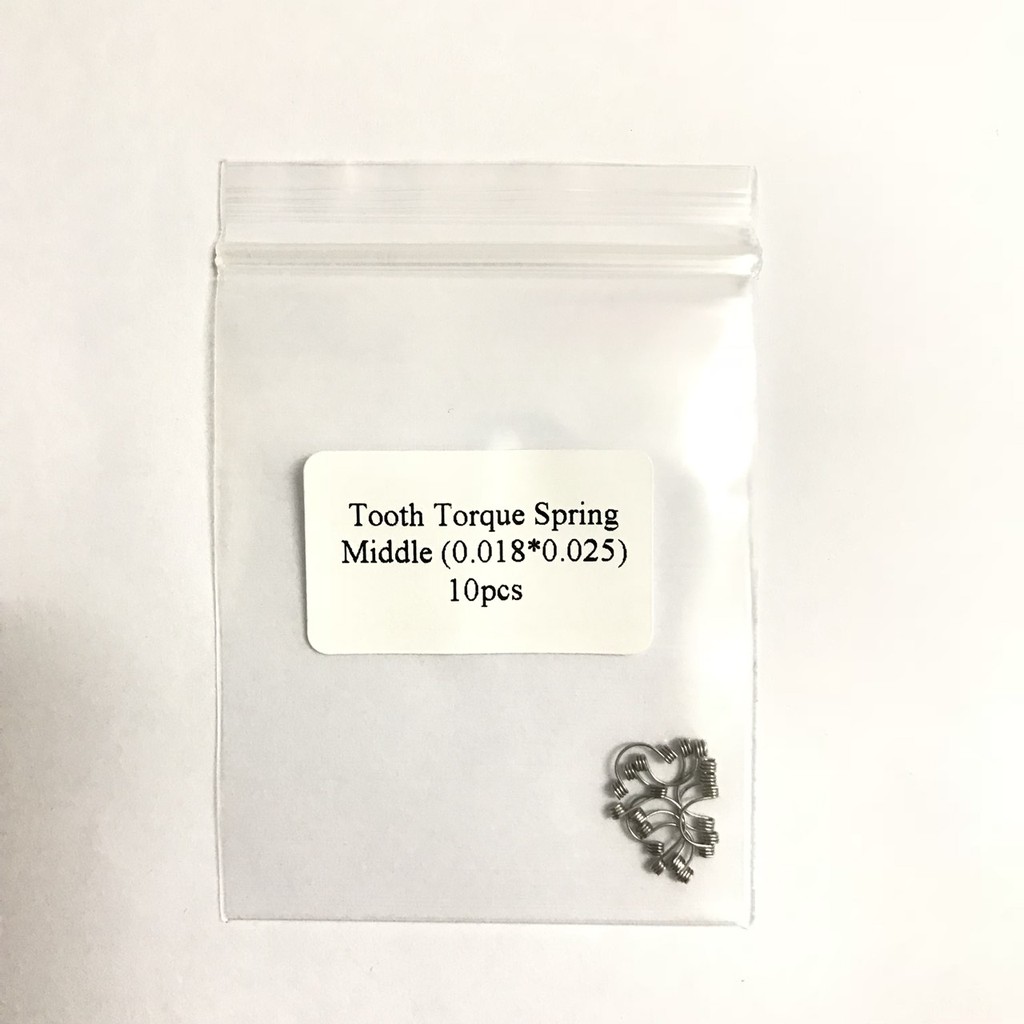 Tooth Torque Spring
Middle (0.018*0.025)
10pcs